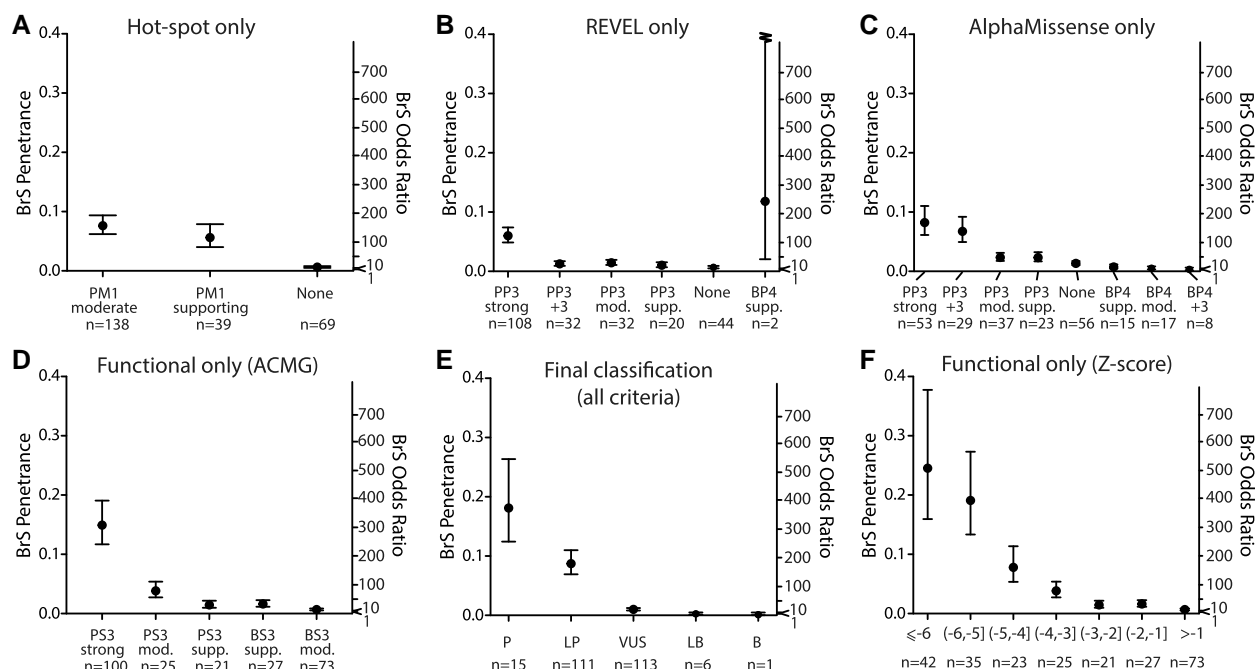 A Hot-spot only
BrS Penetrance
0.4
0.3
0.2
0.1
0.0
700
600
500
400
300
200
100
10
1
BrS Odds Ratio
PM1 PM1 None
moderate supporting
n=138 n=39 n=69
B REVEL only
BrS Penetrance
0.4
0.3
0.2
0.1
0.0
700
600
500
400
300
200
100
10
1
BrS Odds Ratio
PP3 PP3 PP3 PP3 None BP4
strong +3 mod. supp. supp.
n=108 n=32 n=32 n=20 n=44 n=2
C AlphaMissense only
BrS Penetrance
0.4
0.3
0.2
0.1
0.0
700
600
500
400
300
200
100
10
1
BrS Odds Ratio
PP3 PP3 PP3 PP3 None BP4 BP4 BP4
strong +3 mod. supp. supp. mod. +3
n=53 n=29 n=37 n=23 n=56 n=15 n=17 n=8
D Functional only (ACMG)
BrS Penetrance
0.4
0.3
0.2
0.1
0.0
700
600
500
400
300
200
100
10
1
BrS Odds Ratio
PS3 PS3 PS3 BS3 BS3
strong mod. supp. supp. mod.
n=100 n=25 n=21 n=27 n=73
E Final classification
(all criteria)
BrS Penetrance
0.4
0.3
0.2
0.1
0.0
700
600
500
400
300
200
100
10
1
BrS Odds Ratio
P LP VUS LB B
n=15 n=111 n=113 n=6 n=1
F Functional only (Z-score)
BrS Penetrance
0.4
0.3
0.2
0.1
0.0
700
600
500
400
300
200
100
10
1
BrS Odds Ratio
⩽-6 (-6,-5] (-5,-4] (-4,-3] (-3,-2] (-2,-1] >-1
n=42 n=35 n=23 n=25 n=21 n=27 n=73